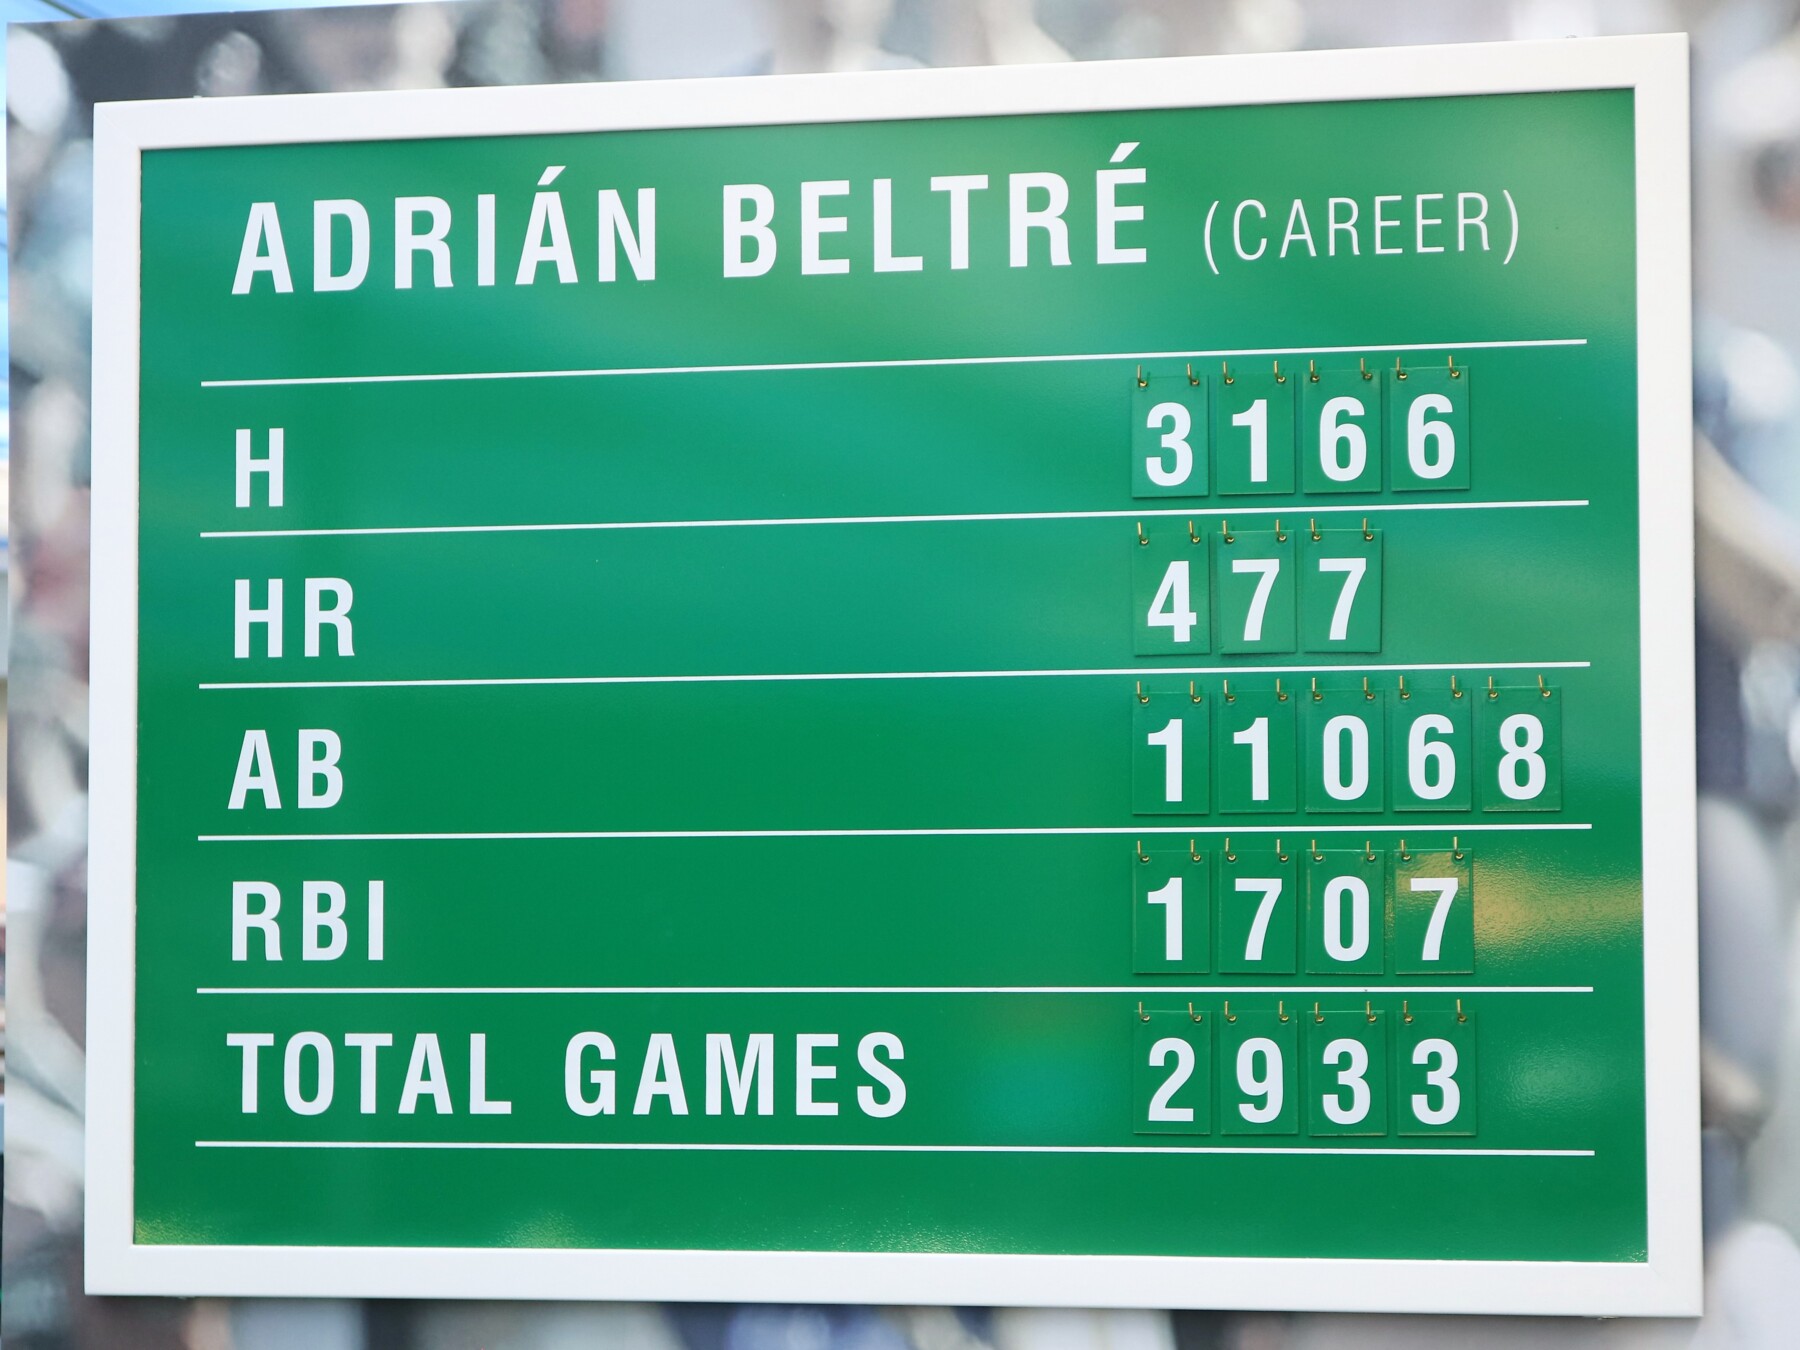 ADRIÁN BELTRÉ (CAREER)
H 3166
HR 477
AB 11068
RBI 1707
TOTAL GAMES 2933